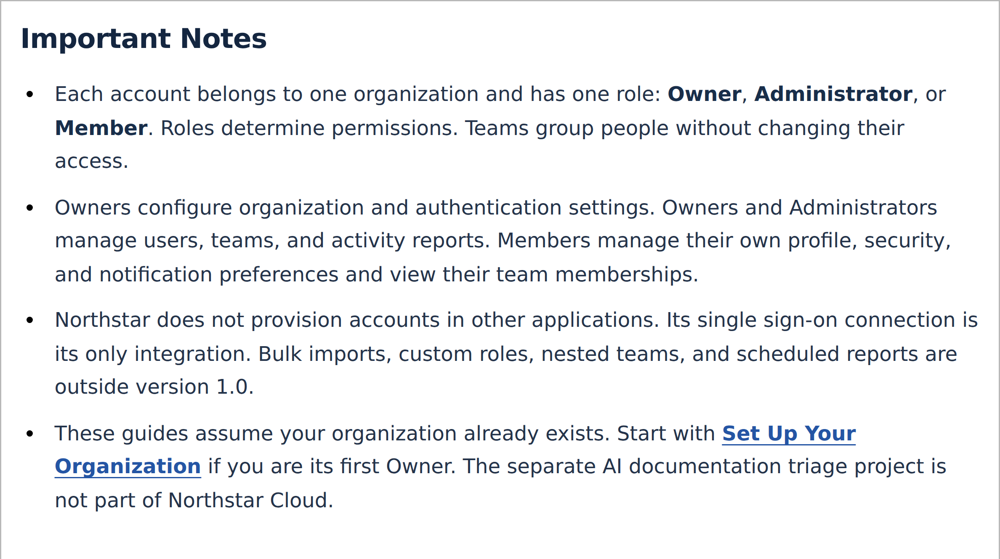 Important Notes
• Each account belongs to one organization and has one role: Owner, Administrator, or
Member. Roles determine permissions. Teams group people without changing their
access.
• Owners configure organization and authentication settings. Owners and Administrators
manage users, teams, and activity reports. Members manage their own profile, security,
and notification preferences and view their team memberships.
• Northstar does not provision accounts in other applications. Its single sign-on connection is
its only integration. Bulk imports, custom roles, nested teams, and scheduled reports are
outside version 1.0.
• These guides assume your organization already exists. Start with Set Up Your
Organization if you are its first Owner. The separate AI documentation triage project is
not part of Northstar Cloud.